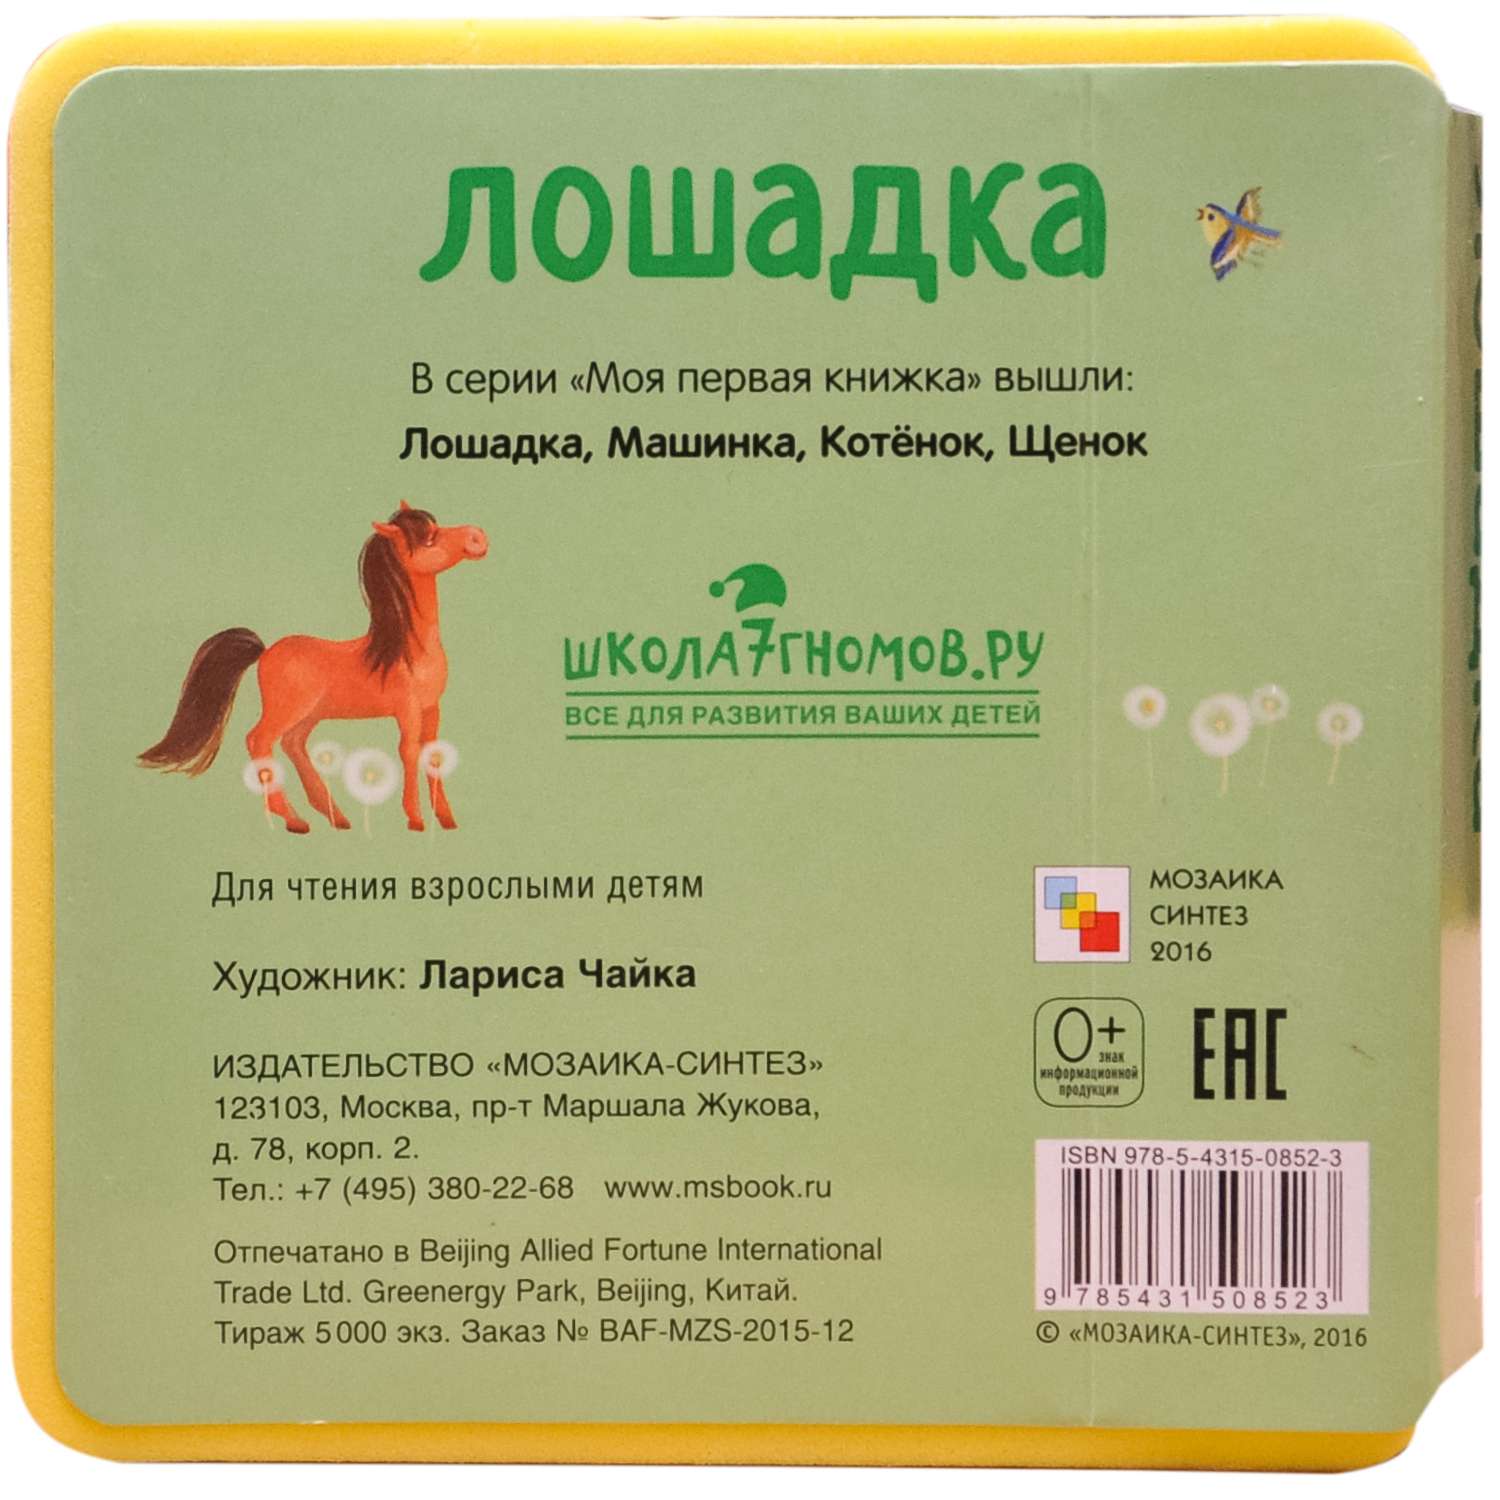 ЛОШАДКА
В серии «Моя первая книжка» вышли:
Лошадка, Машинка, Котёнок, Щенок
ШКОЛА7ГНОМОВ.РУ
ВСЕ ДЛЯ РАЗВИТИЯ ВАШИХ ДЕТЕЙ
Для чтения взрослыми детям
Художник: Лариса Чайка
ИЗДАТЕЛЬСТВО «МОЗАИКА-СИНТЕЗ»
123103, Москва, пр-т Маршала Жукова,
д. 78, корп. 2.
Тел.: +7 (495) 380-22-68 www.msbook.ru
Отпечатано в Beijing Allied Fortune International
Trade Ltd. Greenergy Park, Beijing, Китай.
Тираж 5 000 экз. Заказ № BAF-MZS-2015-12
МОЗАИКА
СИНТЕЗ
2016
0+
знак
информационной
продукции
ЕАС
ISBN 978-5-4315-0852-3
9 785431 508523
© «МОЗАИКА-СИНТЕЗ», 2016